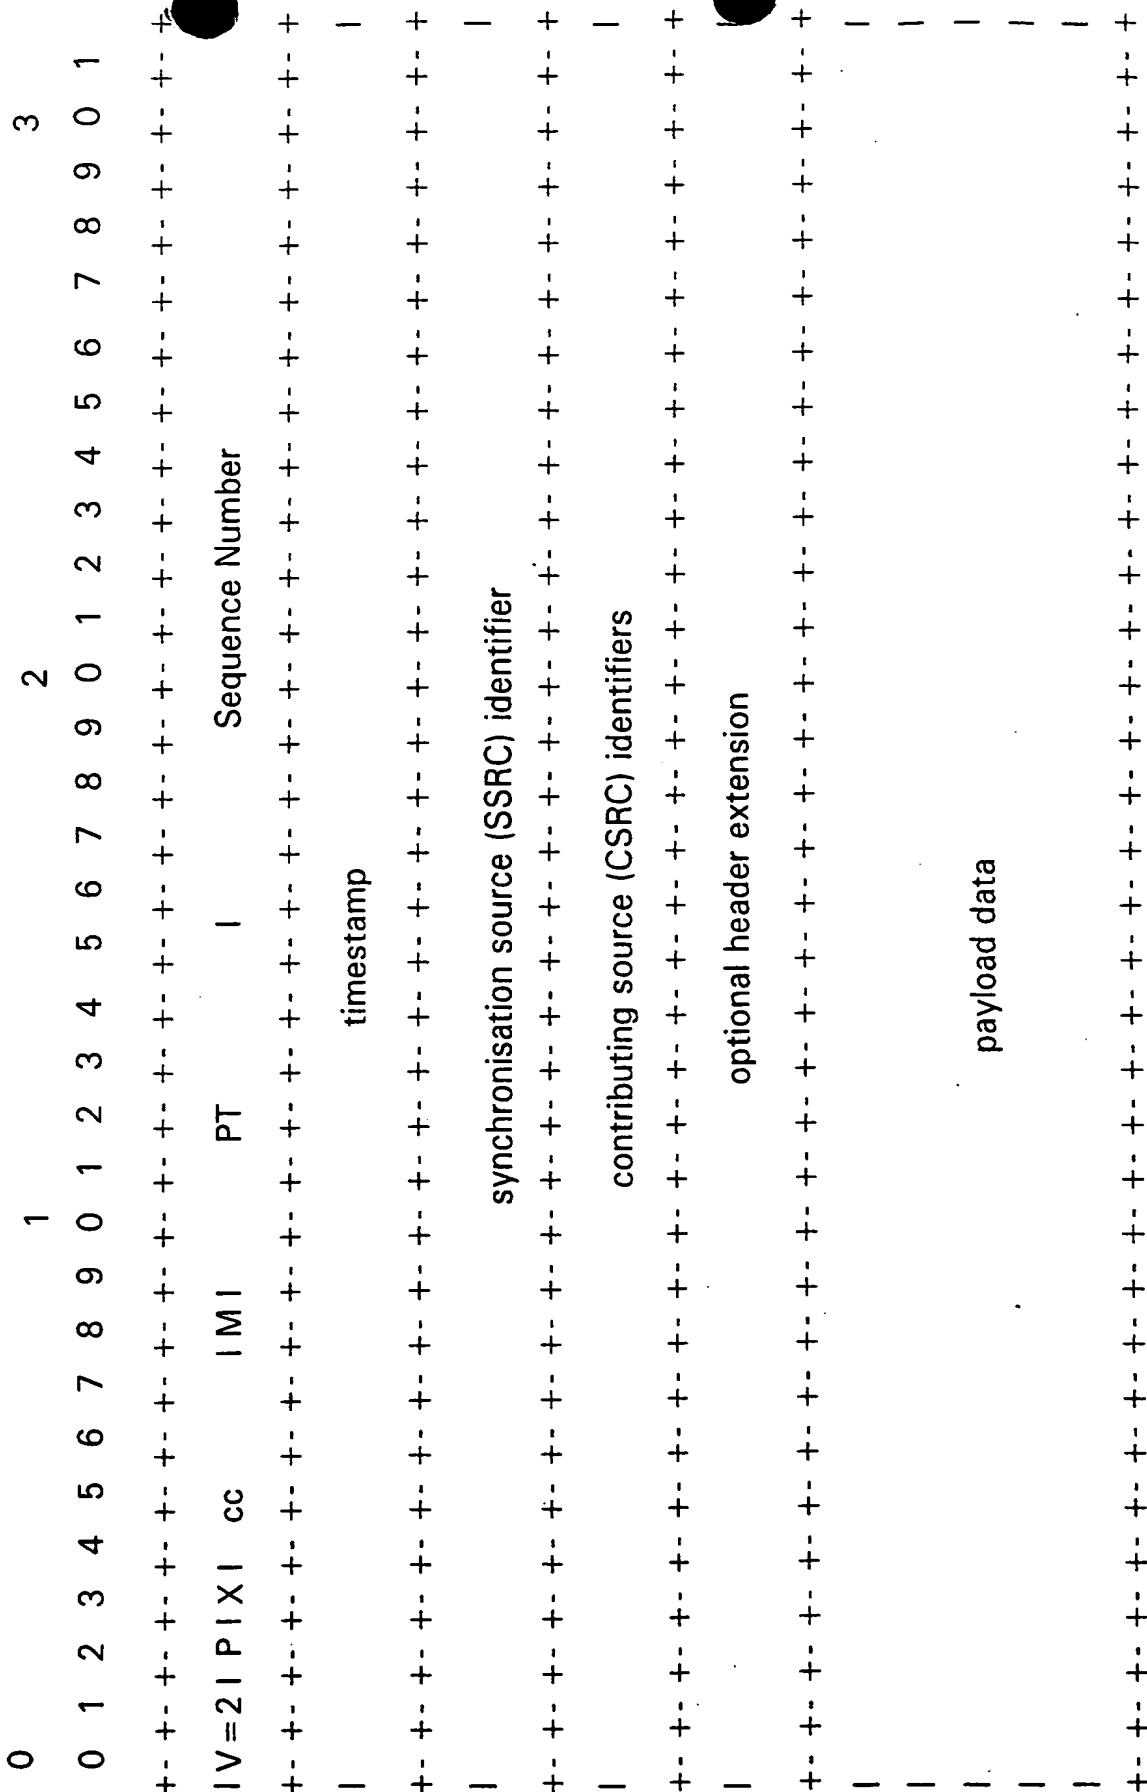 0 1 2 3
0 1 2 3 4 5 6 7 8 9 0 1 2 3 4 5 6 7 8 9 0 1 2 3 4 5 6 7 8 9 0 1
+-+-+-+-+-+-+-+-+-+-+-+-+-+-+-+-+-+-+-+-+-+-+-+-+-+-+-+-+-+-+-+-+
|V=2|P|X| cc |M| PT | Sequence Number
+-+-+-+-+-+-+-+-+-+-+-+-+-+-+-+-+-+-+-+-+-+-+-+-+-+-+-+-+-+-+-+-+
| timestamp |
+-+-+-+-+-+-+-+-+-+-+-+-+-+-+-+-+-+-+-+-+-+-+-+-+-+-+-+-+-+-+-+-+
| synchronisation source (SSRC) identifier |
+-+-+-+-+-+-+-+-+-+-+-+-+-+-+-+-+-+-+-+-+-+-+-+-+-+-+-+-+-+-+-+-+
| contributing source (CSRC) identifiers |
+-+-+-+-+-+-+-+-+-+-+-+-+-+-+-+-+-+-+-+-+-+-+-+-+-+-+-+-+-+-+-+-+
| optional header extension |
+-+-+-+-+-+-+-+-+-+-+-+-+-+-+-+-+-+-+-+-+-+-+-+-+-+-+-+-+-+-+-+-+
| |
| |
| payload data |
| |
| |
+-+-+-+-+-+-+-+-+-+-+-+-+-+-+-+-+-+-+-+-+-+-+-+-+-+-+-+-+-+-+-+-+